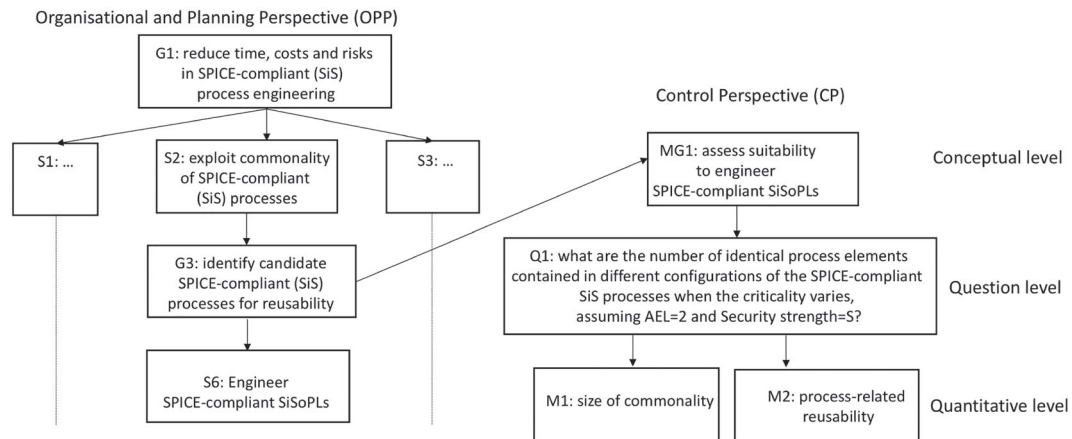 Organisational and Planning Perspective (OPP)
G1: reduce time, costs and risks
in SPICE-compliant (SiS)
process engineering
S1: ...
S2: exploit commonality
of SPICE-compliant
(SiS) processes
S3: ...
G3: identify candidate
SPICE-compliant (SiS)
processes for reusability
S6: Engineer
SPICE-compliant SiSoPLs
Control Perspective (CP)
MG1: assess suitability
to engineer
SPICE-compliant SiSoPLs
Conceptual level
Q1: what are the number of identical process elements
contained in different configurations of the SPICE-compliant
SiS processes when the criticality varies,
assuming AEL=2 and Security strength=S?
Question level
M1: size of commonality
M2: process-related
reusability
Quantitative level